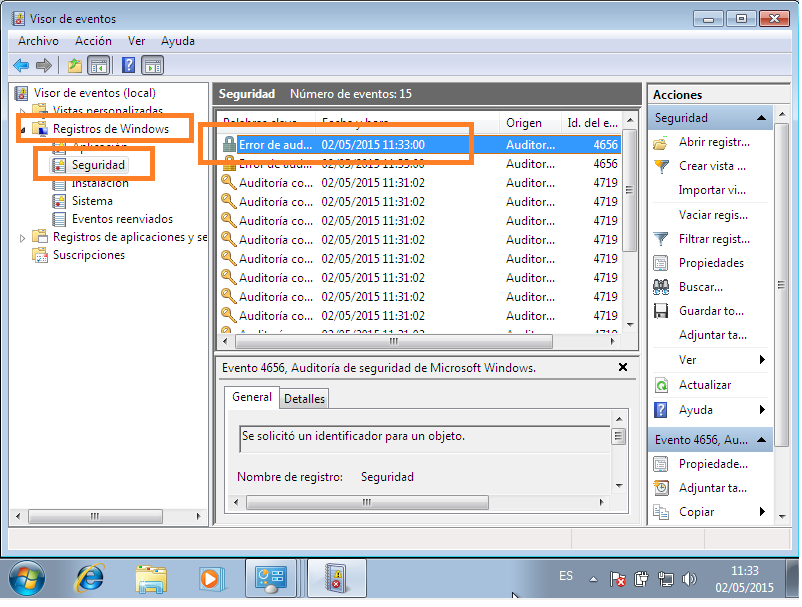 Visor de eventos
Archivo Acción Ver Ayuda
Visor de eventos (local)
Vistas personalizadas
Registros de Windows
Aplicación
Seguridad
Instalación
Sistema
Eventos reenviados
Registros de aplicaciones y se
Suscripciones
Seguridad Número de eventos: 15
Palabras clave Fecha y hora Origen Id. del e...
Error de aud... 02/05/2015 11:33:00 Auditor... 4656
Error de aud... 02/05/2015 11:33:00 Auditor... 4656
Auditoría co... 02/05/2015 11:31:02 Auditor... 4719
Auditoría co... 02/05/2015 11:31:02 Auditor... 4719
Auditoría co... 02/05/2015 11:31:02 Auditor... 4719
Auditoría co... 02/05/2015 11:31:02 Auditor... 4719
Auditoría co... 02/05/2015 11:31:02 Auditor... 4719
Auditoría co... 02/05/2015 11:31:02 Auditor... 4719
Auditoría co... 02/05/2015 11:31:02 Auditor... 4719
Auditoría co... 02/05/2015 11:31:02 Auditor... 4719
Auditoría co... 02/05/2015 11:31:02 Auditor... 4719
Evento 4656, Auditoría de seguridad de Microsoft Windows.
General Detalles
Se solicitó un identificador para un objeto.
Nombre de registro: Seguridad
Acciones
Seguridad
Abrir registr...
Crear vista ...
Importar vi...
Vaciar regis...
Filtrar regist...
Propiedades
Buscar...
Guardar to...
Adjuntar ta...
Ver
Actualizar
Ayuda
Evento 4656, Au...
Propiedade...
Adjuntar ta...
Copiar
ES
11:33
02/05/2015